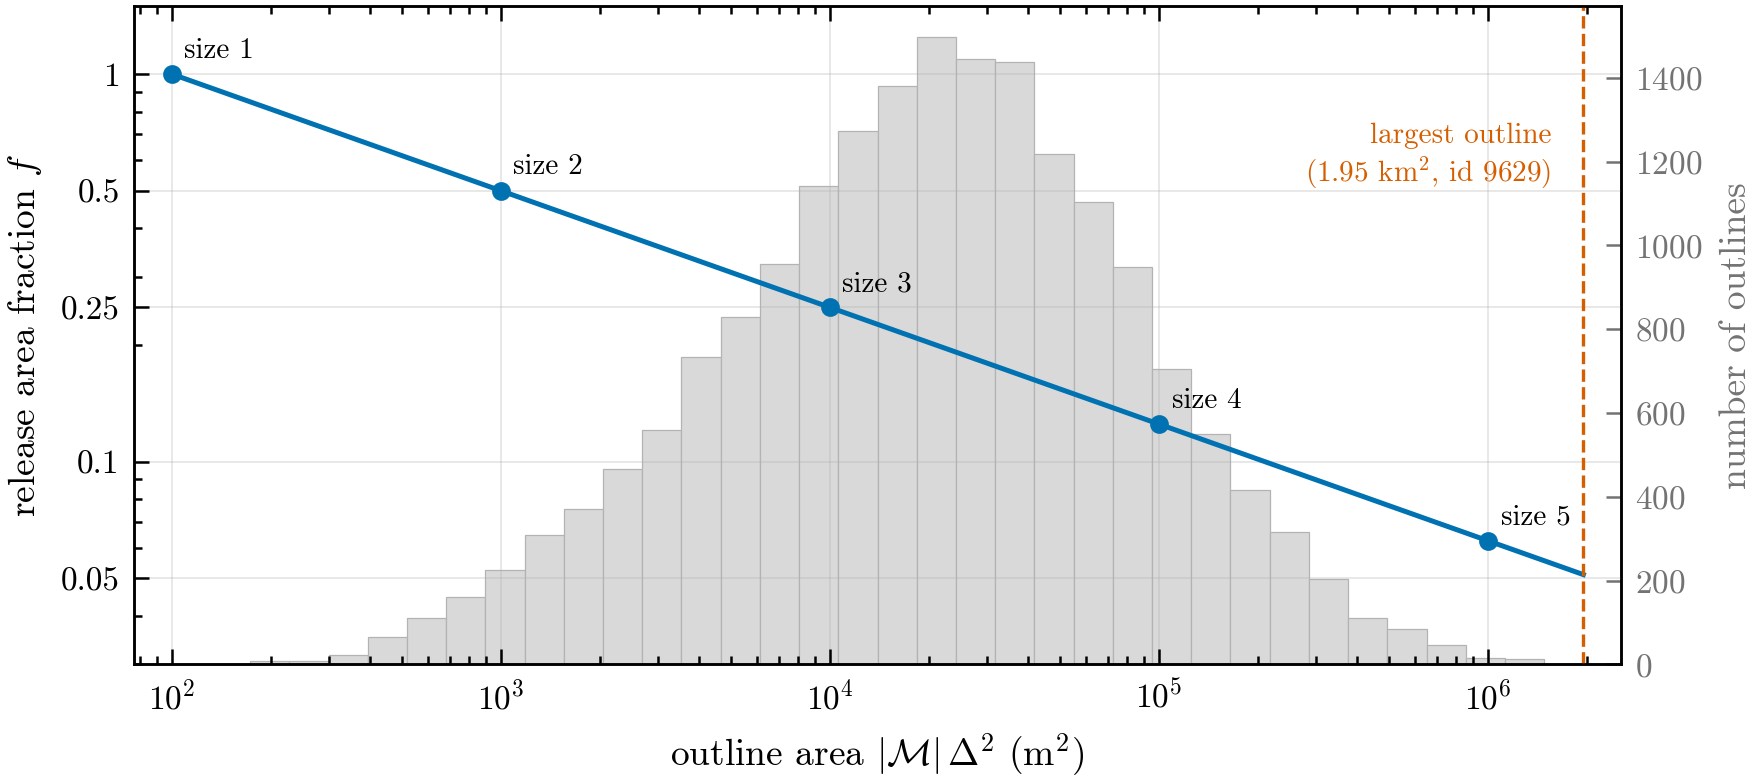 size 1
size 2
size 3
size 4
size 5
largest outline
(1.95 km², id 9629)
release area fraction f
1
0.5
0.25
0.1
0.05
number of outlines
1400
1200
1000
800
600
400
200
0
10² 10³ 10⁴ 10⁵ 10⁶
outline area |ℳ| Δ² (m²)